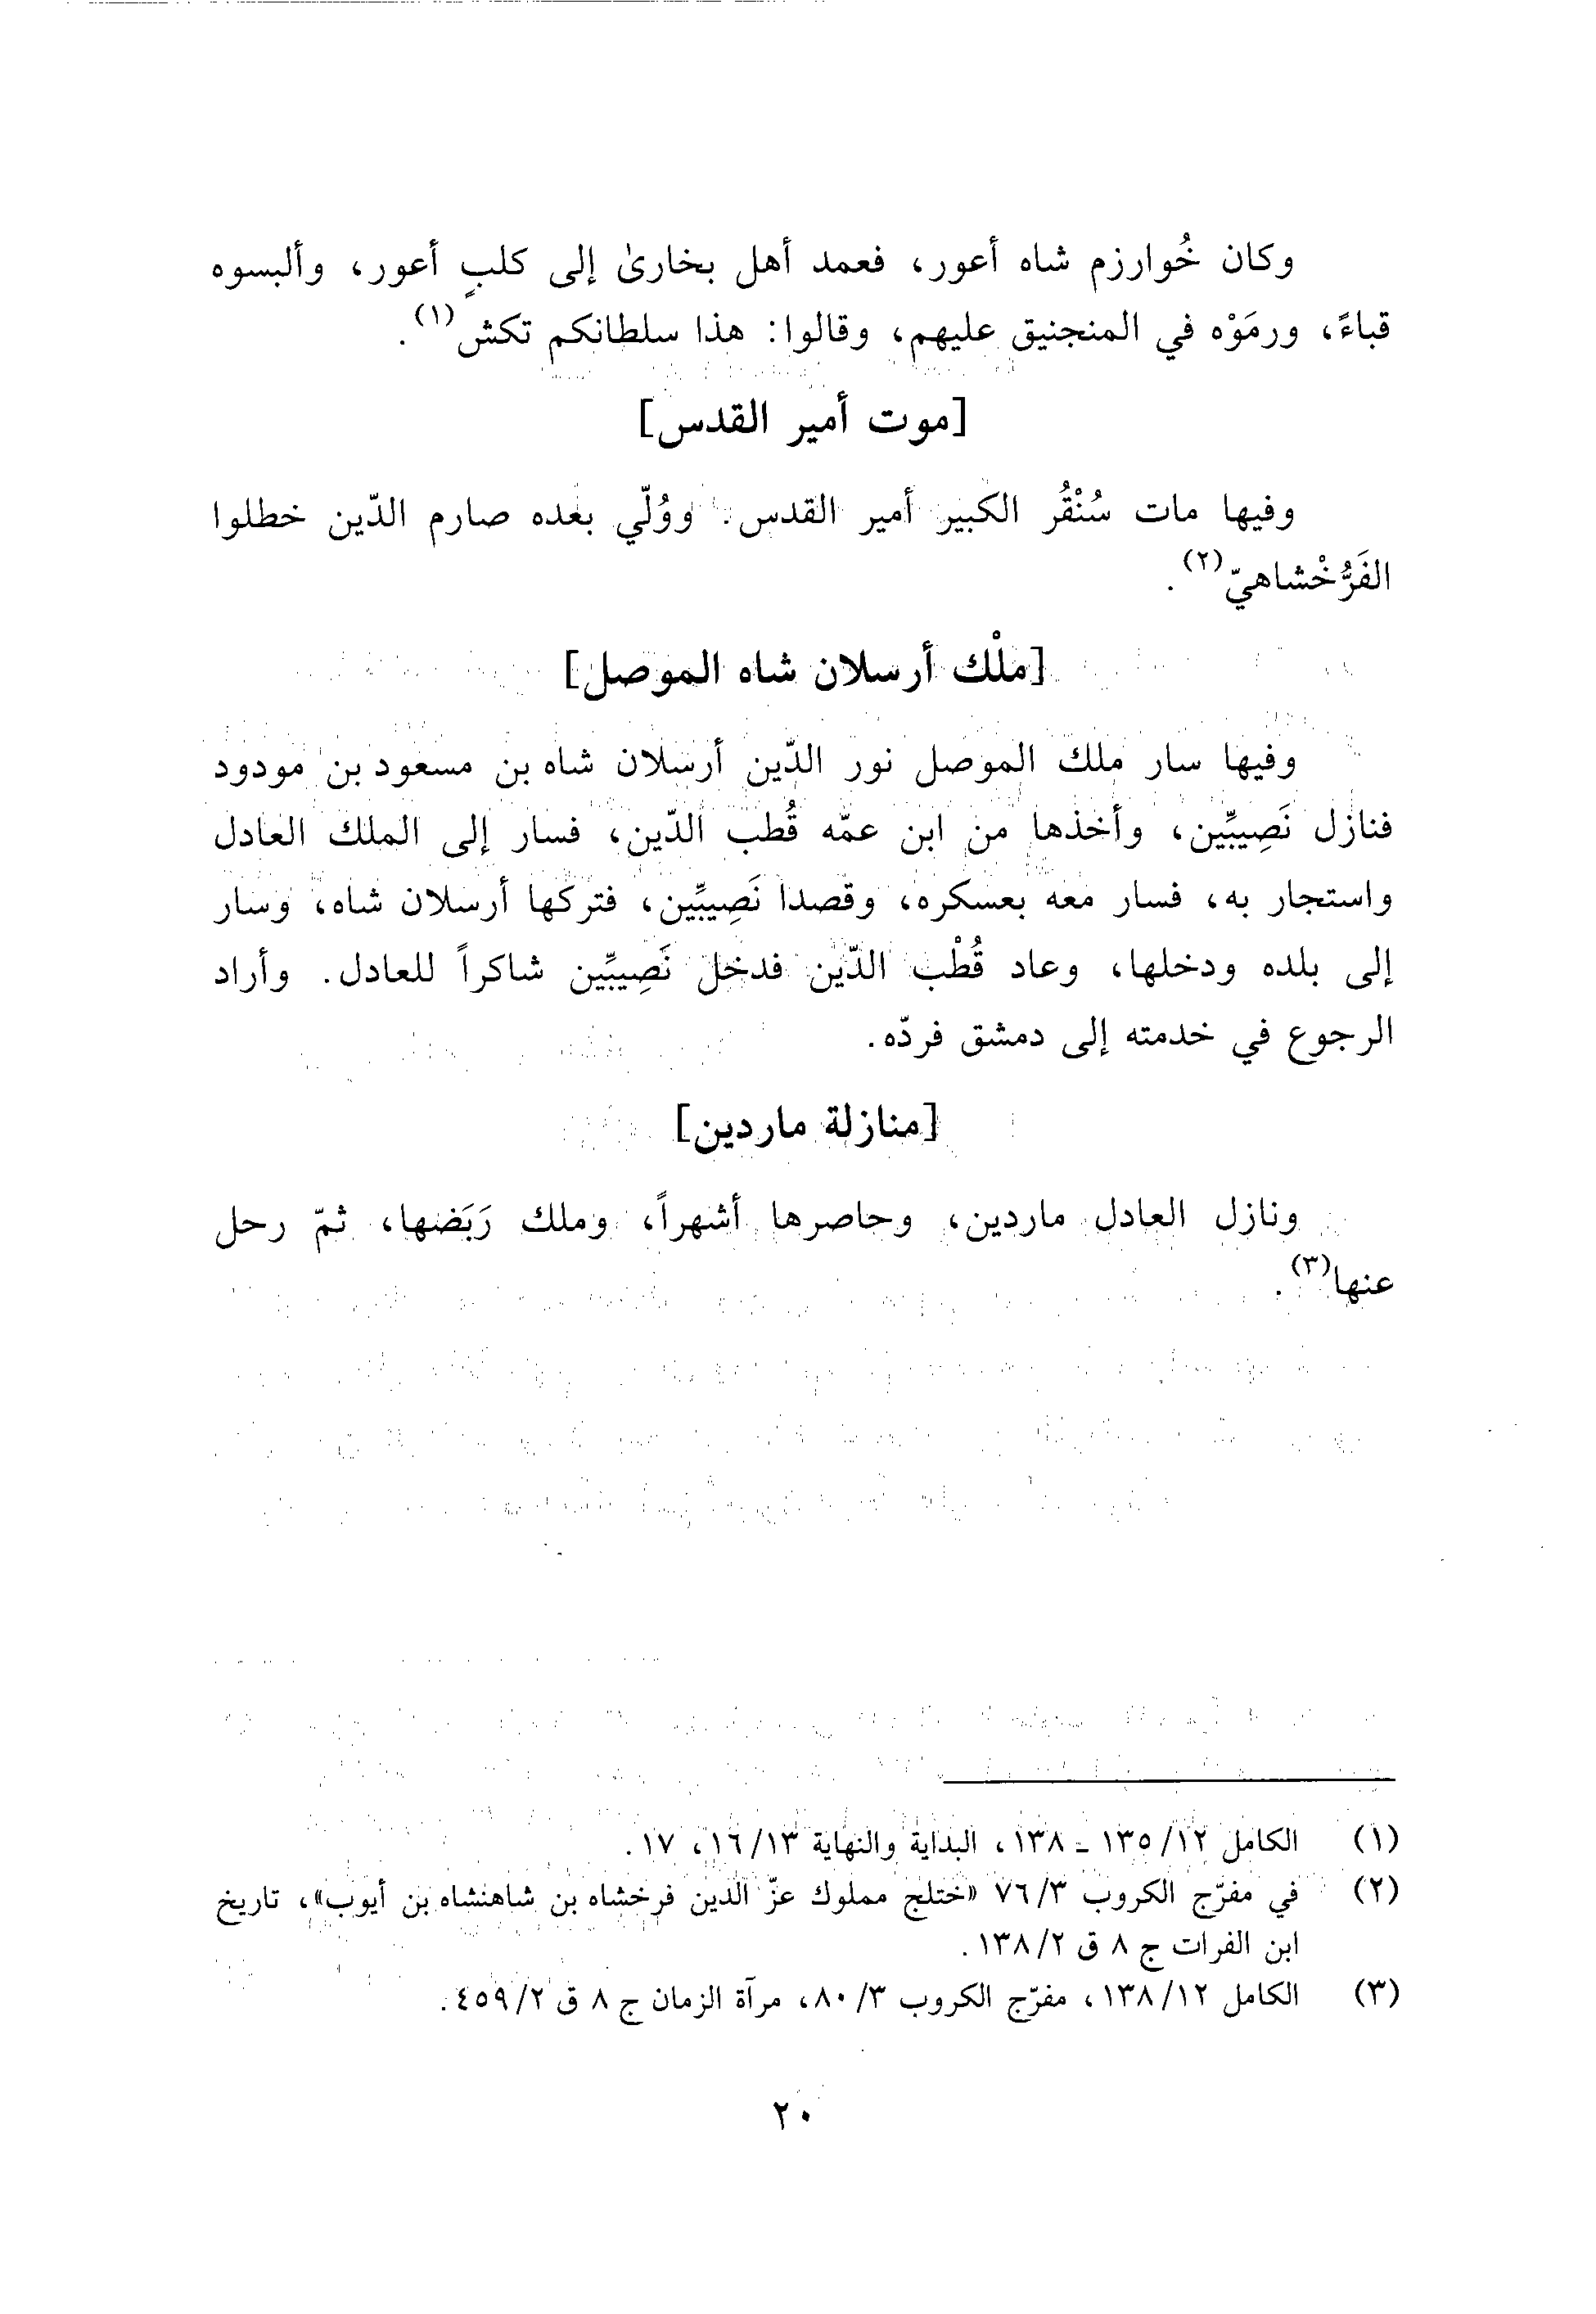 وكان خُوارزم شاه أعور، فعمد أهل بخارىٰ إلى كلبٍ أعور، وألبسوه
قباءً، ورمَوْه في المنجنيق عليهم، وقالوا: هذا سلطانكم تكش(١).
[موت أمير القدس]
وفيها مات سُنْقُر الكبير أمير القدس. ووُلّي بعده صارم الدّين خطلوا
الفَرُّخْشاهيّ(٢).
[ملْك أرسلان شاه الموصل]
وفيها سار ملك الموصل نور الدّين أرسلان شاه بن مسعود بن مودود
فنازل نَصِيبِّين، وأخذها من ابن عمّه قُطب الدّين، فسار إلى الملك العادل
واستجار به، فسار معه بعسكره، وقصدا نَصِيبِّين، فتركها أرسلان شاه، وسار
إلى بلده ودخلها، وعاد قُطْب الدّين فدخل نَصِيبِّين شاكراً للعادل. وأراد
الرجوع في خدمته إلى دمشق فردّه.
[منازلة ماردين]
ونازل العادل ماردين، وحاصرها أشهراً، وملك رَبَضها، ثمّ رحل
عنها(٣).
(١) الكامل ١٣٥/١٢ ـ ١٣٨، البداية والنهاية ١٦/١٣، ١٧.
(٢) في مفرّج الكروب ٧٦/٣ «ختلج مملوك عزّ الدين فرخشاه بن شاهنشاه بن أيوب»، تاريخ
ابن الفرات ج ٨ ق ١٣٨/٢.
(٣) الكامل ١٣٨/١٢، مفرّج الكروب ٨٠/٣، مرآة الزمان ج ٨ ق ٤٥٩/٢.
٢٠